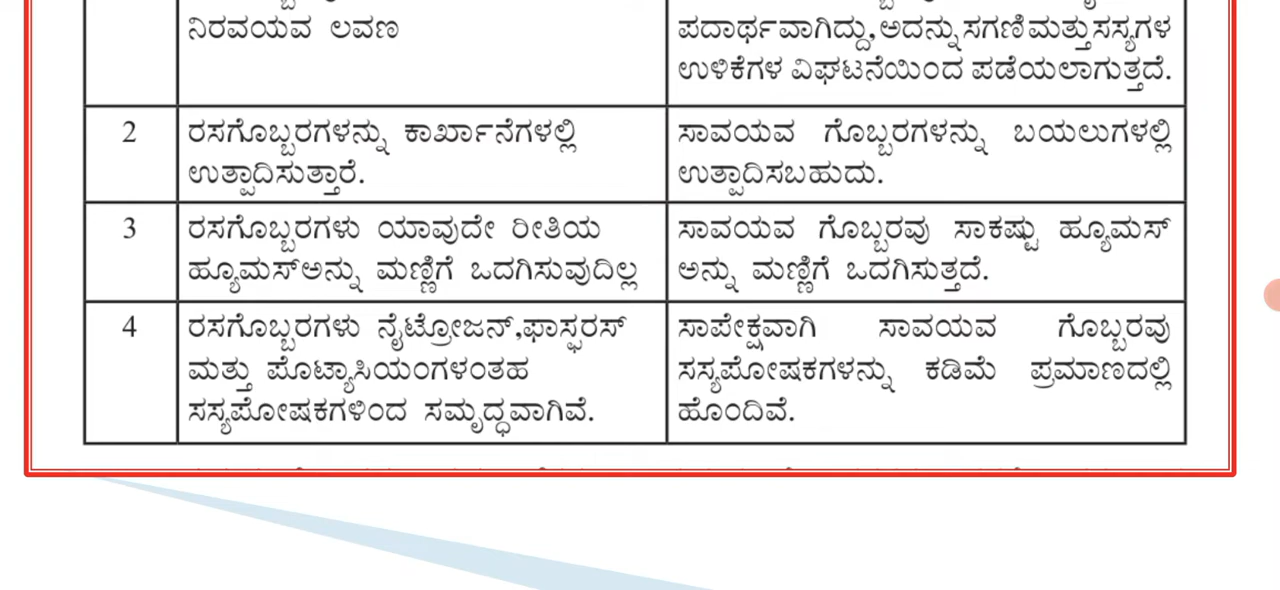 ನಿರವಯವ ಲವಣ
ಪದಾರ್ಥವಾಗಿದ್ದು,ಅದನ್ನು ಸಗಣಿ ಮತ್ತು ಸಸ್ಯಗಳ
ಉಳಿಕೆಗಳ ವಿಘಟನೆಯಿಂದ ಪಡೆಯಲಾಗುತ್ತದೆ.
2
ರಸಗೊಬ್ಬರಗಳನ್ನು ಕಾರ್ಖಾನೆಗಳಲ್ಲಿ
ಉತ್ಪಾದಿಸುತ್ತಾರೆ.
ಸಾವಯವ ಗೊಬ್ಬರಗಳನ್ನು ಬಯಲುಗಳಲ್ಲಿ
ಉತ್ಪಾದಿಸಬಹುದು.
3
ರಸಗೊಬ್ಬರಗಳು ಯಾವುದೇ ರೀತಿಯ
ಹ್ಯೂಮಸ್‌ಅನ್ನು ಮಣ್ಣಿಗೆ ಒದಗಿಸುವುದಿಲ್ಲ
ಸಾವಯವ ಗೊಬ್ಬರವು ಸಾಕಷ್ಟು ಹ್ಯೂಮಸ್
ಅನ್ನು ಮಣ್ಣಿಗೆ ಒದಗಿಸುತ್ತದೆ.
4
ರಸಗೊಬ್ಬರಗಳು ನೈಟ್ರೋಜನ್,ಫಾಸ್ಫರಸ್
ಮತ್ತು ಪೊಟ್ಯಾಸಿಯಂಗಳಂತಹ
ಸಸ್ಯಪೋಷಕಗಳಿಂದ ಸಮೃದ್ಧವಾಗಿವೆ.
ಸಾಪೇಕ್ಷವಾಗಿ ಸಾವಯವ ಗೊಬ್ಬರವು
ಸಸ್ಯಪೋಷಕಗಳನ್ನು ಕಡಿಮೆ ಪ್ರಮಾಣದಲ್ಲಿ
ಹೊಂದಿವೆ.